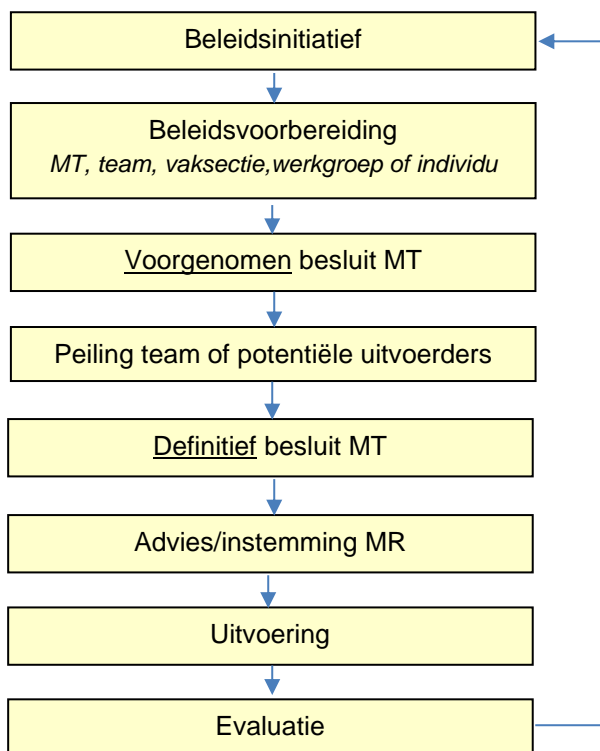 Beleidsinitiatief
Beleidsvoorbereiding
MT, team, vaksectie,werkgroep of individu
Voorgenomen besluit MT
Peiling team of potentiële uitvoerders
Definitief besluit MT
Advies/instemming MR
Uitvoering
Evaluatie